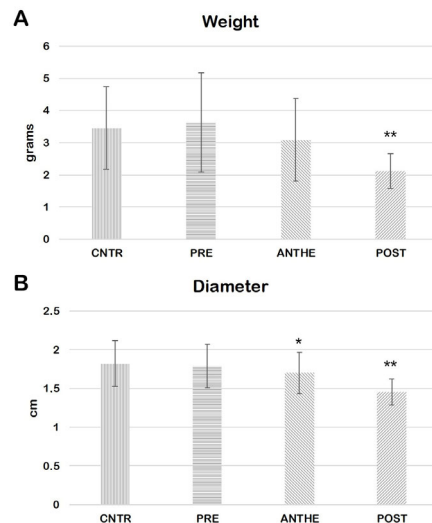 A
Weight
6
5
4
3
2
1
0
grams
**
CNTR PRE ANTHE POST
B
Diameter
2.5
2
1.5
1
0.5
0
cm
*
**
CNTR PRE ANTHE POST